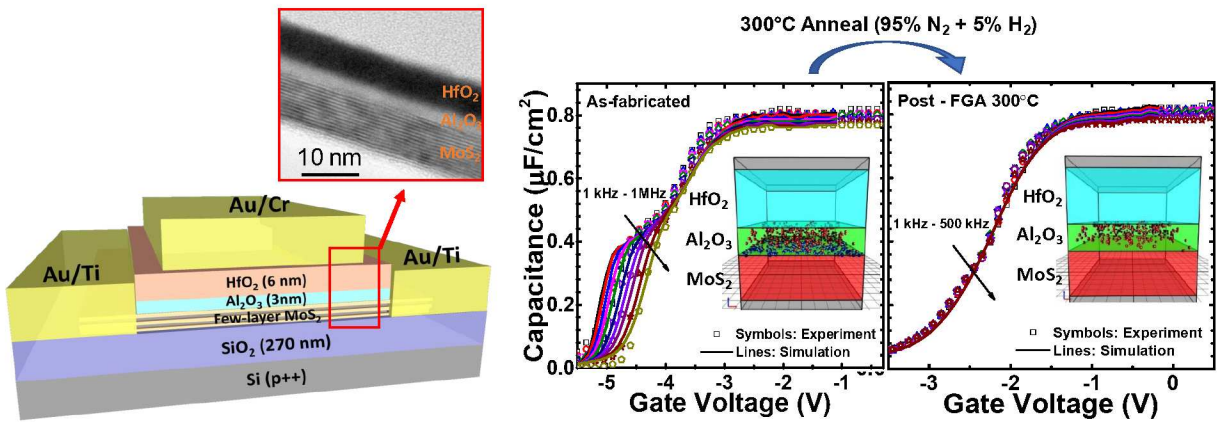 HfO₂
Al₂O₃
MoS₂
10 nm
Au/Cr
Au/Ti
Au/Ti
HfO₂ (6 nm)
Al₂O₃ (3nm)
Few-layer MoS₂
SiO₂ (270 nm)
Si (p++)
300°C Anneal (95% N₂ + 5% H₂)
Capacitance (μF/cm²)
0.8
0.6
0.4
0.2
0.0
As-fabricated
1 kHz - 1MHz
HfO₂
Al₂O₃
MoS₂
Symbols: Experiment
Lines: Simulation
-5
-4
-3
-2
-1
Gate Voltage (V)
Post - FGA 300°C
1 kHz - 500 kHz
HfO₂
Al₂O₃
MoS₂
Symbols: Experiment
Lines: Simulation
-3
-2
-1
0
Gate Voltage (V)